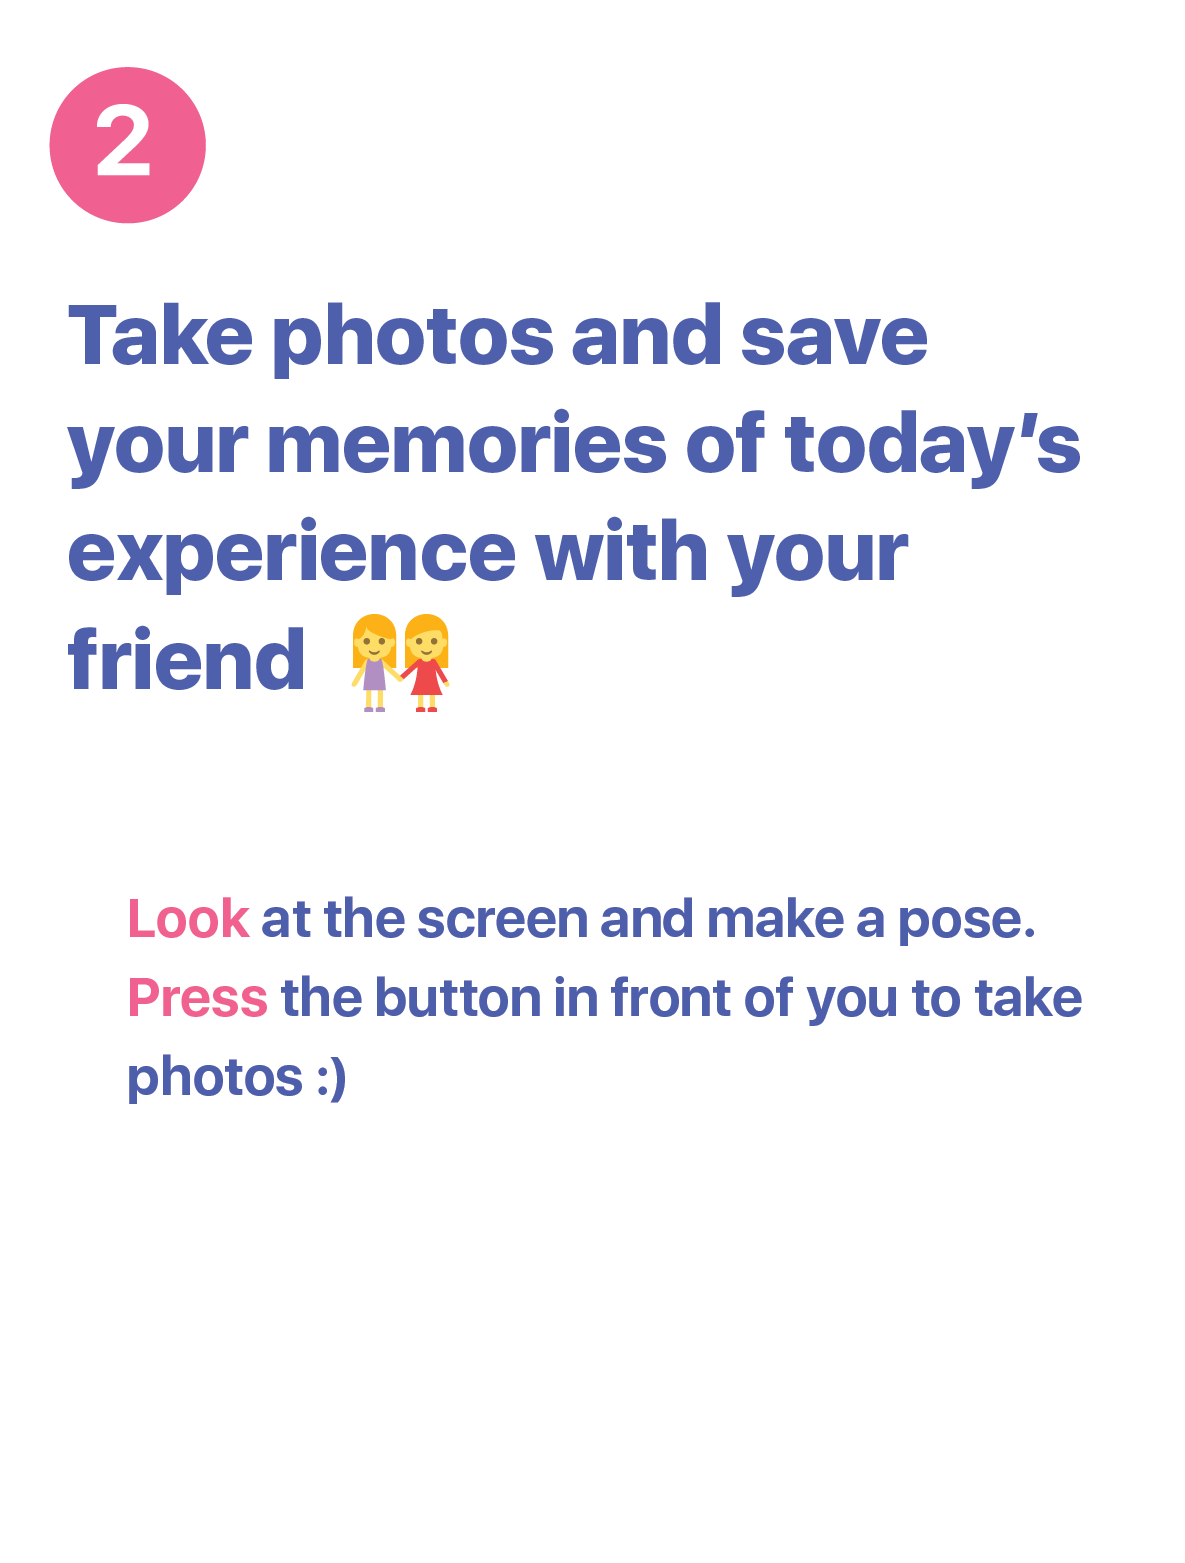 2
Take photos and save
your memories of today’s
experience with your
friend 👭
Look at the screen and make a pose.
Press the button in front of you to take
photos :)